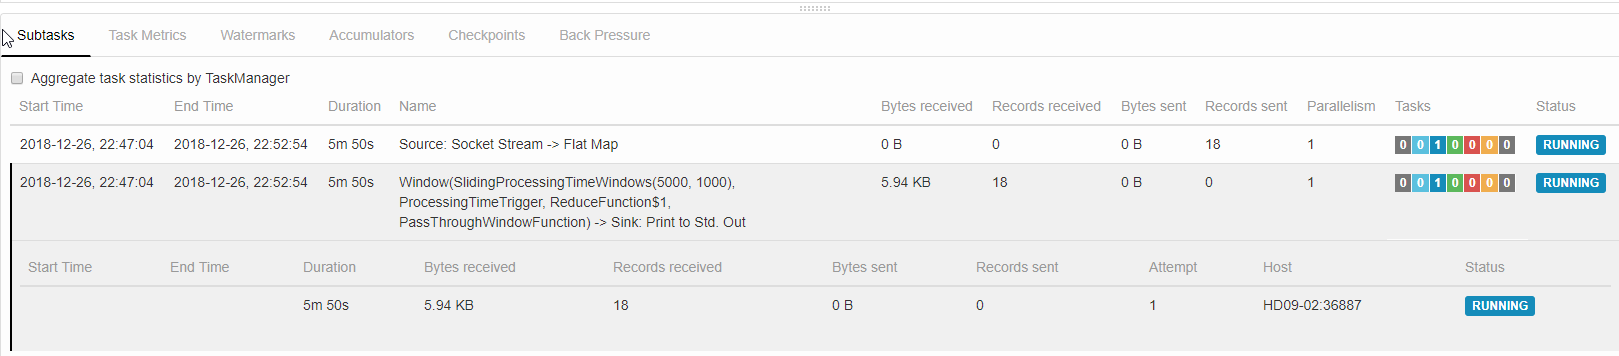 Subtasks Task Metrics Watermarks Accumulators Checkpoints Back Pressure
Aggregate task statistics by TaskManager
Start Time End Time Duration Name Bytes received Records received Bytes sent Records sent Parallelism Tasks Status
2018-12-26, 22:47:04 2018-12-26, 22:52:54 5m 50s Source: Socket Stream -> Flat Map 0 B 0 0 B 18 1 0 0 1 0 0 0 0 RUNNING
2018-12-26, 22:47:04 2018-12-26, 22:52:54 5m 50s Window(SlidingProcessingTimeWindows(5000, 1000), 5.94 KB 18 0 B 0 1 0 0 1 0 0 0 0 RUNNING
ProcessingTimeTrigger, ReduceFunction$1,
PassThroughWindowFunction) -> Sink: Print to Std. Out
Start Time End Time Duration Bytes received Records received Bytes sent Records sent Attempt Host Status
5m 50s 5.94 KB 18 0 B 0 1 HD09-02:36887 RUNNING